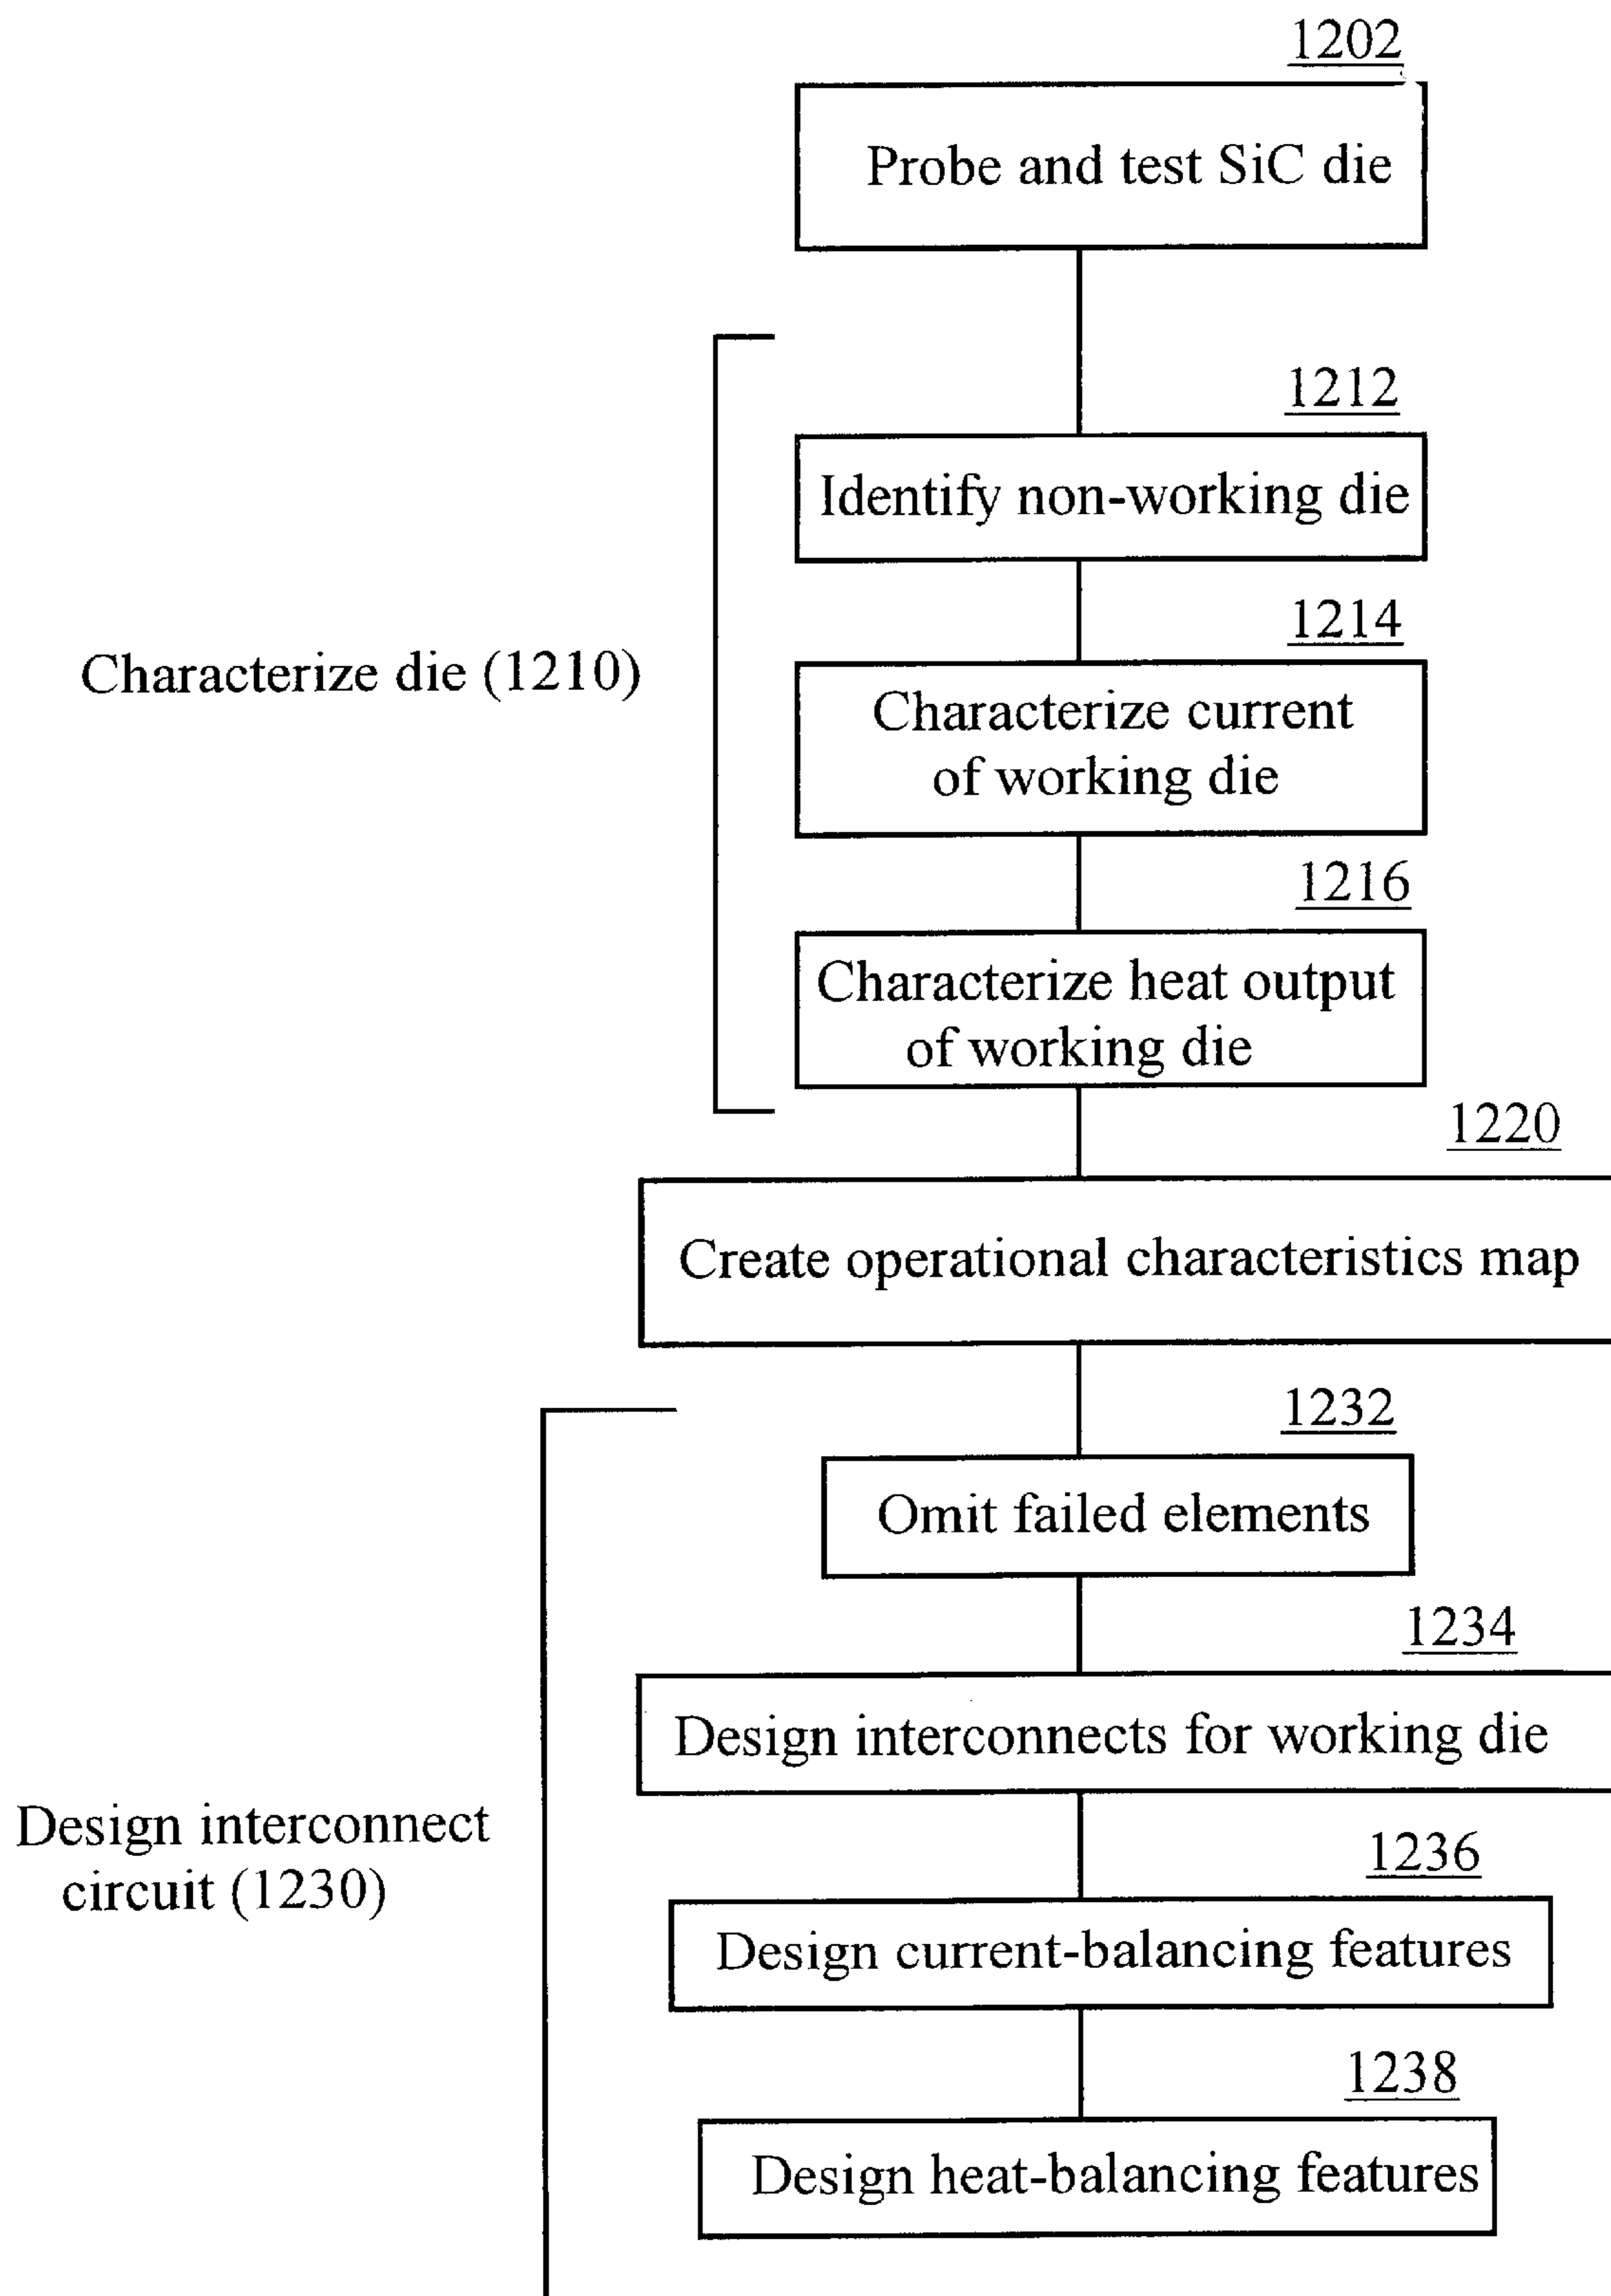 1202
Probe and test SiC die
1212
Identify non-working die
1214
Characterize die (1210)
Characterize current
of working die
1216
Characterize heat output
of working die
1220
Create operational characteristics map
1232
Omit failed elements
1234
Design interconnects for working die
Design interconnect
circuit (1230)
1236
Design current-balancing features
1238
Design heat-balancing features